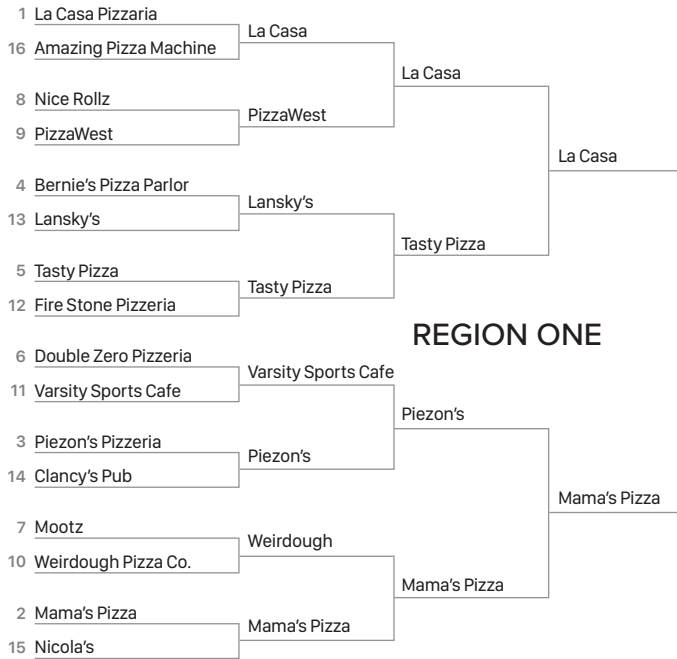 1 La Casa Pizzaria
La Casa
16 Amazing Pizza Machine
La Casa
8 Nice Rollz
PizzaWest
9 PizzaWest
La Casa
4 Bernie's Pizza Parlor
Lansky's
13 Lansky's
Tasty Pizza
5 Tasty Pizza
Tasty Pizza
12 Fire Stone Pizzeria
REGION ONE
6 Double Zero Pizzeria
Varsity Sports Cafe
11 Varsity Sports Cafe
Piezon's
3 Piezon's Pizzeria
Piezon's
14 Clancy's Pub
Mama's Pizza
7 Mootz
Weirdough
10 Weirdough Pizza Co.
Mama's Pizza
2 Mama's Pizza
Mama's Pizza
15 Nicola's